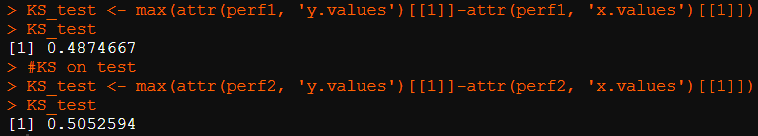 > KS_test <- max(attr(perf1, 'y.values')[[1]]-attr(perf1, 'x.values')[[1]])
> KS_test
[1] 0.4874667
> #KS on test
> KS_test <- max(attr(perf2, 'y.values')[[1]]-attr(perf2, 'x.values')[[1]])
> KS_test
[1] 0.5052594